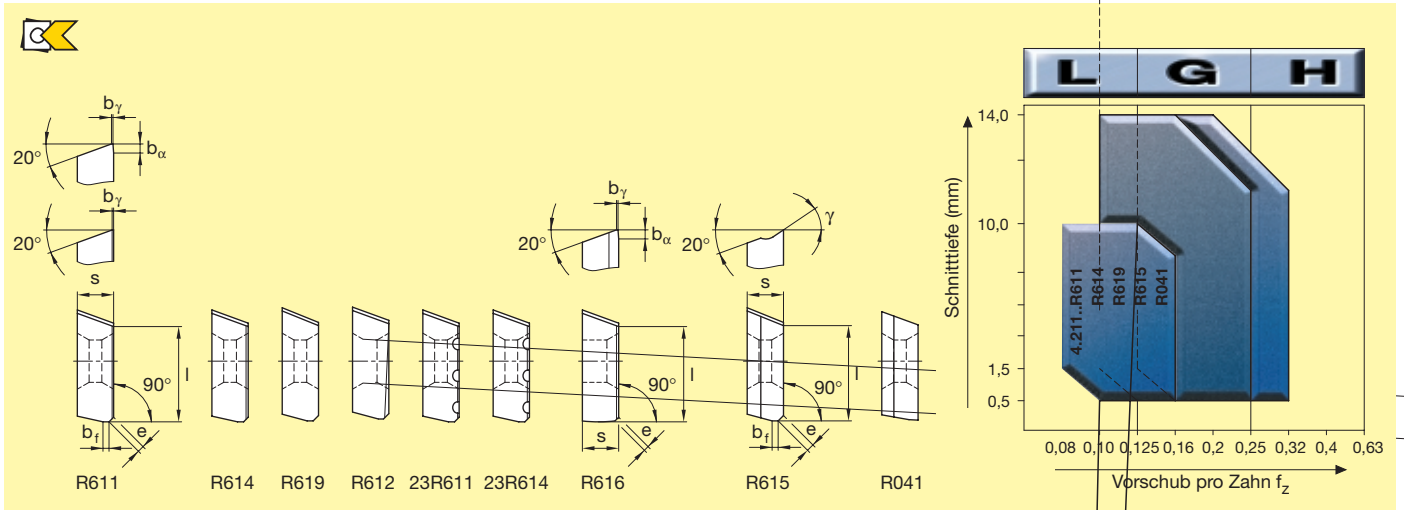 bγ
bα
20°
bγ
20°
s
90°
l
bf
e
R611
R614
R619
R612
23R611
23R614
bγ
bα
20°
90°
l
s
e
R616
γ
20°
s
90°
l
bf
e
R615
R041
L G H
Schnitttiefe (mm)
14,0
10,0
1,5
0,5
4.211..R611
R614
R619
R615
R041
0,08 0,10 0,125 0,16 0,2 0,25 0,32 0,4 0,63
Vorschub pro Zahn fz